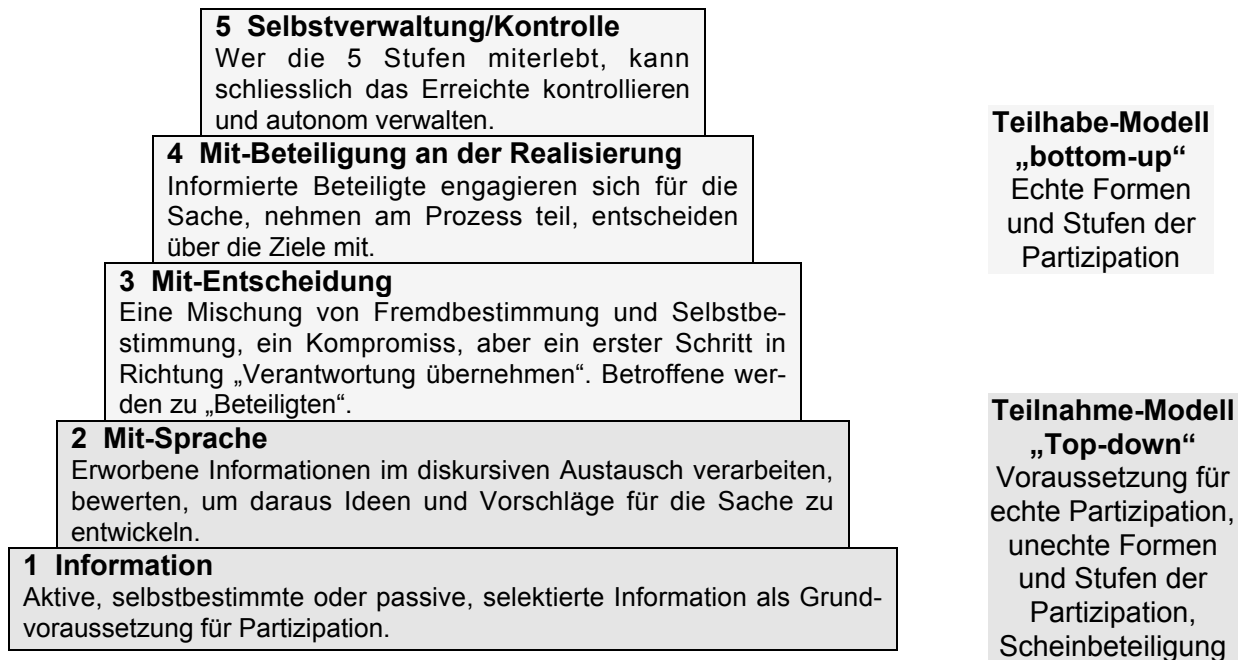 5 Selbstverwaltung/Kontrolle
Wer die 5 Stufen miterlebt, kann
schliesslich das Erreichte kontrollieren
und autonom verwalten.
4 Mit-Beteiligung an der Realisierung
Informierte Beteiligte engagieren sich für die
Sache, nehmen am Prozess teil, entscheiden
über die Ziele mit.
3 Mit-Entscheidung
Eine Mischung von Fremdbestimmung und Selbstbe-
stimmung, ein Kompromiss, aber ein erster Schritt in
Richtung „Verantwortung übernehmen“. Betroffene wer-
den zu „Beteiligten“.
2 Mit-Sprache
Erworbene Informationen im diskursiven Austausch verarbeiten,
bewerten, um daraus Ideen und Vorschläge für die Sache zu
entwickeln.
1 Information
Aktive, selbstbestimmte oder passive, selektierte Information als Grund-
voraussetzung für Partizipation.
Teilhabe-Modell
„bottom-up“
Echte Formen
und Stufen der
Partizipation
Teilnahme-Modell
„Top-down“
Voraussetzung für
echte Partizipation,
unechte Formen
und Stufen der
Partizipation,
Scheinbeteiligung